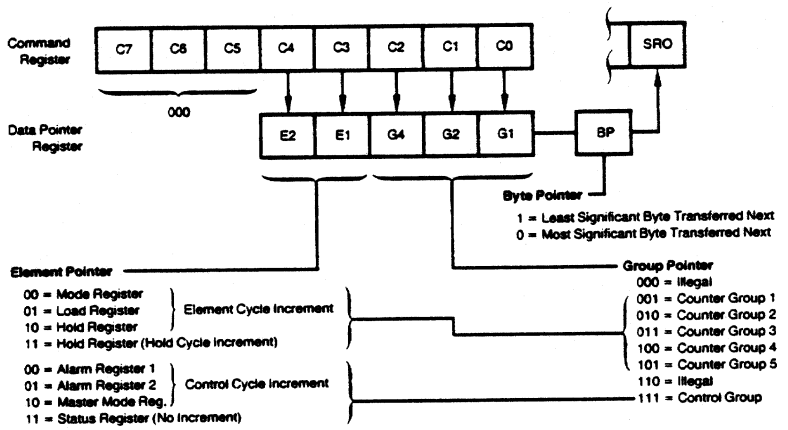 Command Register
C7 C6 C5 C4 C3 C2 C1 C0
SRO
000
Data Pointer Register
E2 E1 G4 G2 G1
BP
Byte Pointer
1 = Least Significant Byte Transferred Next
0 = Most Significant Byte Transferred Next
Element Pointer
00 = Mode Register
01 = Load Register
10 = Hold Register
11 = Hold Register (Hold Cycle Increment)
Element Cycle Increment
00 = Alarm Register 1
01 = Alarm Register 2
10 = Master Mode Reg.
11 = Status Register (No Increment)
Control Cycle Increment
Group Pointer
000 = Illegal
001 = Counter Group 1
010 = Counter Group 2
011 = Counter Group 3
100 = Counter Group 4
101 = Counter Group 5
110 = Illegal
111 = Control Group